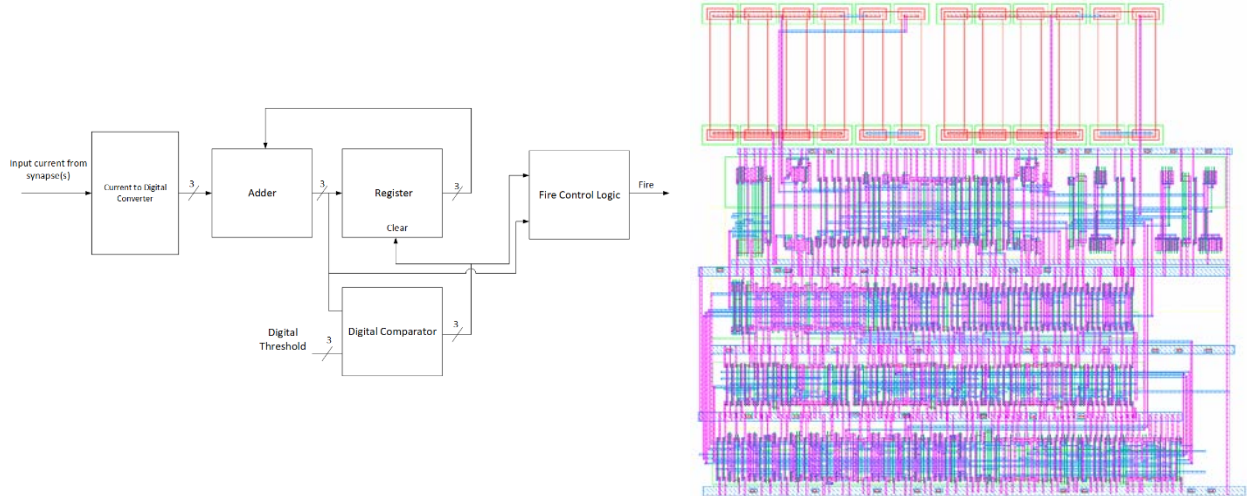 Input current from
synapse(s)
Current to Digital
Converter
3
Adder
3
Register
Clear
3
Fire Control Logic
Fire
Digital
Threshold
3
Digital Comparator
3